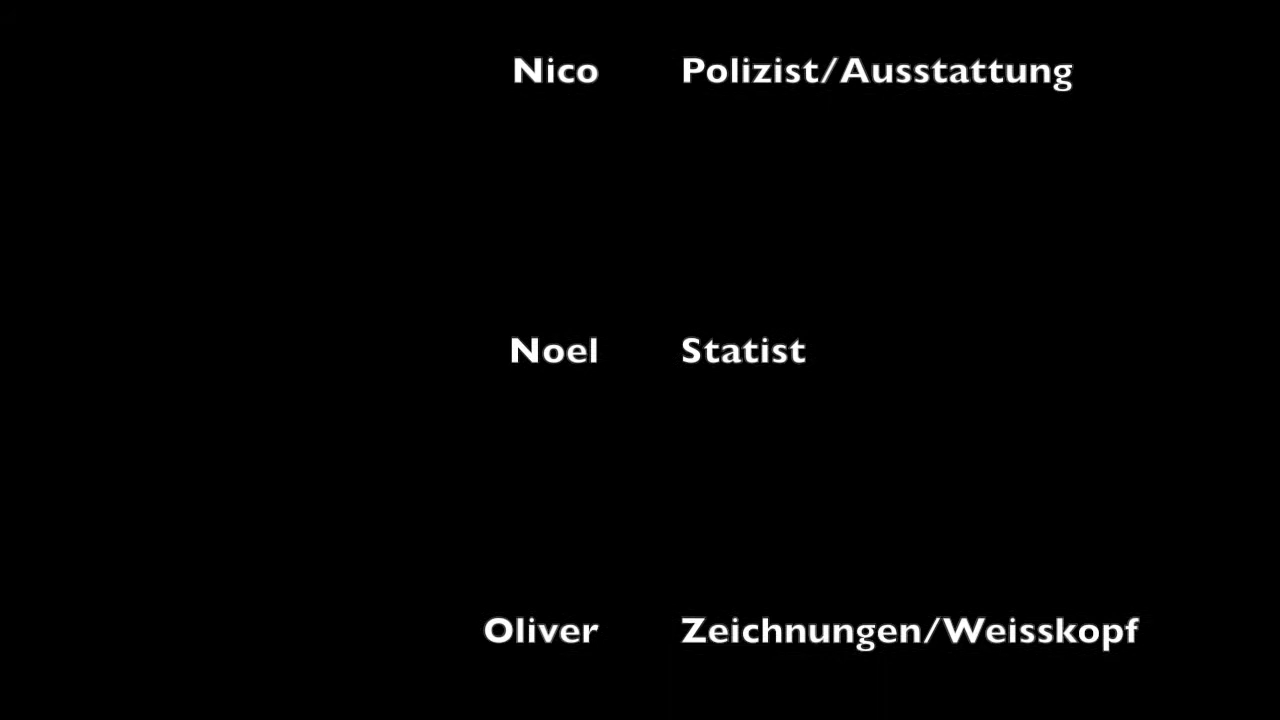 Nico Polizist/Ausstattung
Noel Statist
Oliver Zeichnungen/Weisskopf